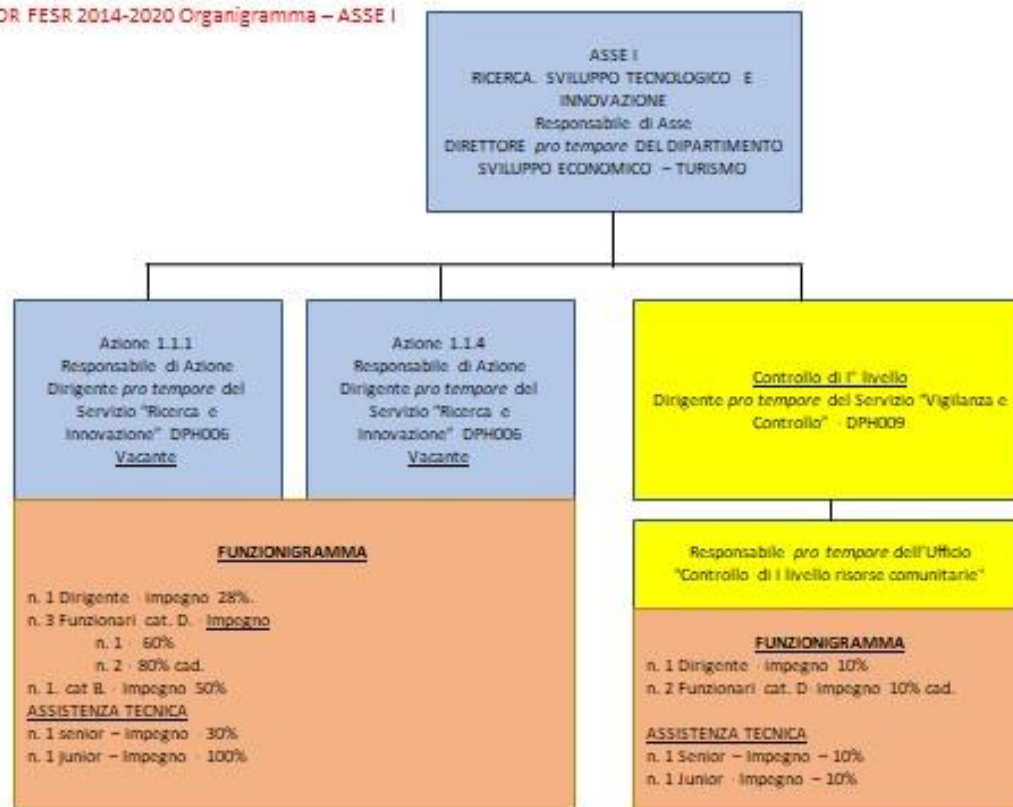 OR FESR 2014-2020 Organigramma – ASSE I
ASSE I
RICERCA. SVILUPPO TECNOLOGICO E
INNOVAZIONE
Responsabile di Asse
DIRETTORE pro tempore DEL DIPARTIMENTO
SVILUPPO ECONOMICO – TURISMO
Azione 1.1.1
Responsabile di Azione
Dirigente pro tempore del
Servizio "Ricerca e
Innovazione" DPH006
Vacante
Azione 1.1.4
Responsabile di Azione
Dirigente pro tempore del
Servizio "Ricerca e
Innovazione" DPH006
Vacante
Controllo di I° livello
Dirigente pro tempore del Servizio "Vigilanza e
Controllo" - DPH009
Responsabile pro tempore dell'Ufficio
"Controllo di I livello risorse comunitarie"
FUNZIONIGRAMMA
n. 1 Dirigente - impegno 28%.
n. 3 Funzionari cat. D. - Impegno
n. 1 - 60%
n. 2 - 80% cad.
n. 1. cat B. - Impegno 50%
ASSISTENZA TECNICA
n. 1 senior – Impegno - 30%
n. 1 junior – Impegno - 100%
FUNZIONIGRAMMA
n. 1 Dirigente - impegno 10%
n. 2 Funzionari cat. D Impegno 10% cad.
ASSISTENZA TECNICA
n. 1 Senior – Impegno – 10%
n. 1 Junior - Impegno – 10%